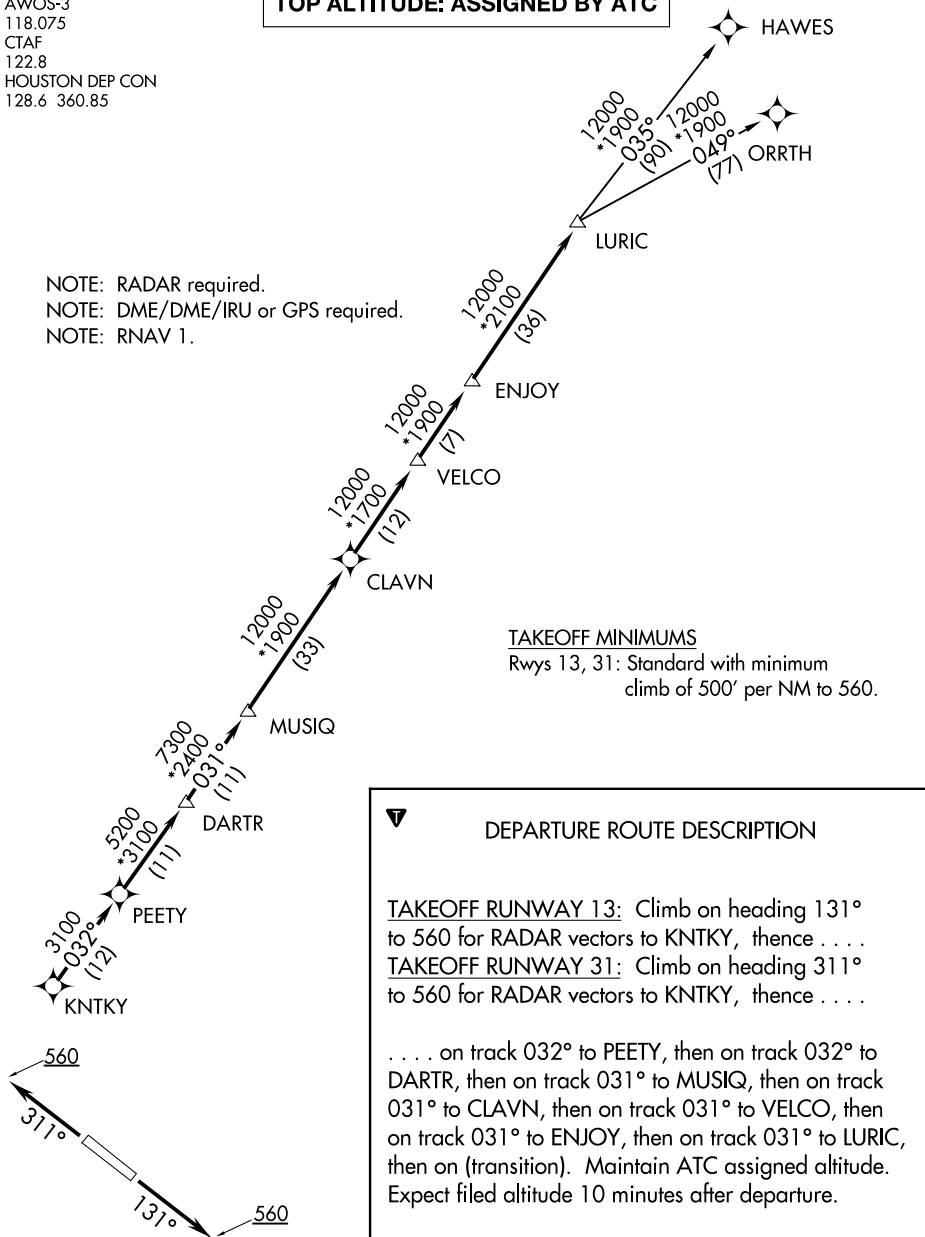 AWOS-3
118.075
CTAF
122.8
HOUSTON DEP CON
128.6 360.85
TOP ALTITUDE: ASSIGNED BY ATC
HAWES
12000
*1900
035°
(90)
12000
*1900
049°
(77)
ORRTH
LURIC
NOTE: RADAR required.
NOTE: DME/DME/IRU or GPS required.
NOTE: RNAV 1.
12000
*2100
(36)
ENJOY
12000
*1900
(7)
VELCO
12000
*1700
(12)
CLAVN
12000
*1900
(33)
TAKEOFF MINIMUMS
Rwys 13, 31: Standard with minimum
climb of 500' per NM to 560.
MUSIQ
7300
*2400
031°
(11)
DARTR
5200
*3100
(11)
PEETY
3100
032°
(12)
KNTKY
560
311°
131°
560
T
DEPARTURE ROUTE DESCRIPTION
TAKEOFF RUNWAY 13: Climb on heading 131°
to 560 for RADAR vectors to KNTKY, thence . . . .
TAKEOFF RUNWAY 31: Climb on heading 311°
to 560 for RADAR vectors to KNTKY, thence . . . .
. . . . on track 032° to PEETY, then on track 032° to
DARTR, then on track 031° to MUSIQ, then on track
031° to CLAVN, then on track 031° to VELCO, then
on track 031° to ENJOY, then on track 031° to LURIC,
then on (transition). Maintain ATC assigned altitude.
Expect filed altitude 10 minutes after departure.